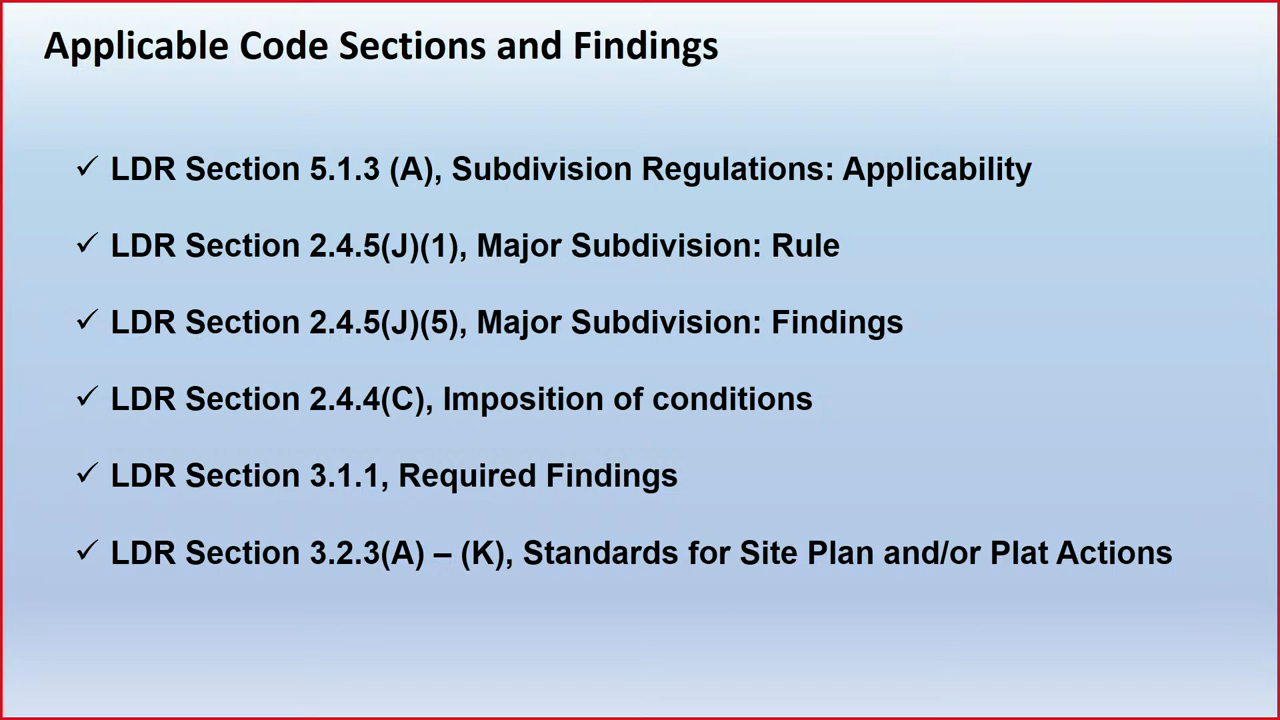 Applicable Code Sections and Findings
✓ LDR Section 5.1.3 (A), Subdivision Regulations: Applicability
✓ LDR Section 2.4.5(J)(1), Major Subdivision: Rule
✓ LDR Section 2.4.5(J)(5), Major Subdivision: Findings
✓ LDR Section 2.4.4(C), Imposition of conditions
✓ LDR Section 3.1.1, Required Findings
✓ LDR Section 3.2.3(A) – (K), Standards for Site Plan and/or Plat Actions